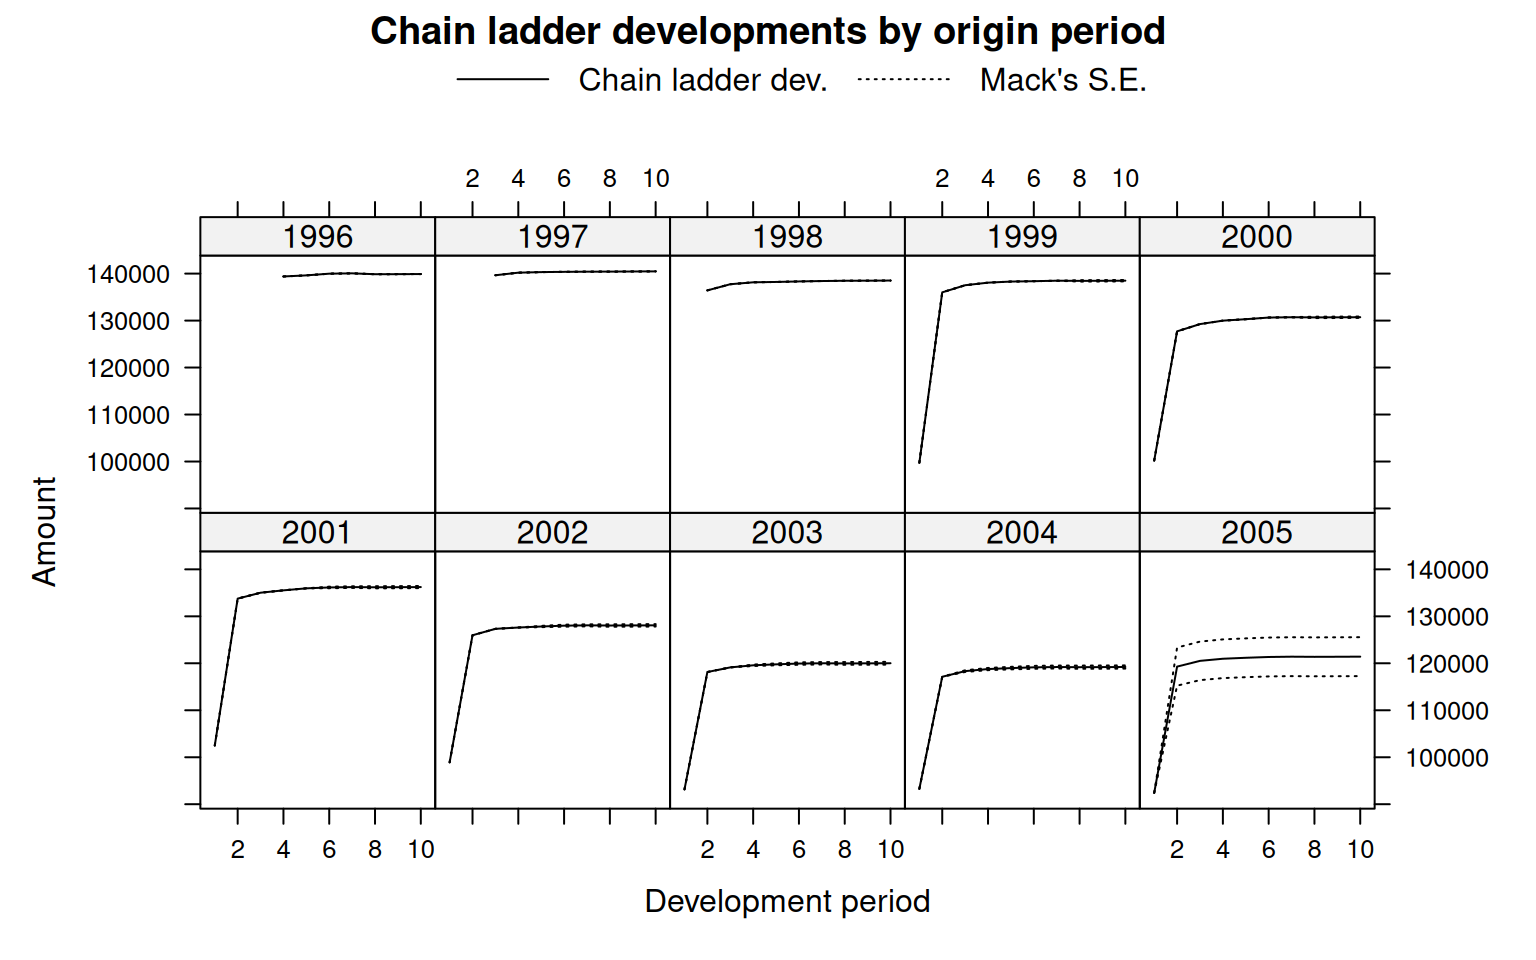 Chain ladder developments by origin period
Chain ladder dev. Mack's S.E.
2 4 6 8 10 2 4 6 8 10
1996 1997 1998 1999 2000
140000
130000
120000
110000
100000
Amount
2001 2002 2003 2004 2005
140000
130000
120000
110000
100000
2 4 6 8 10 2 4 6 8 10 2 4 6 8 10
Development period